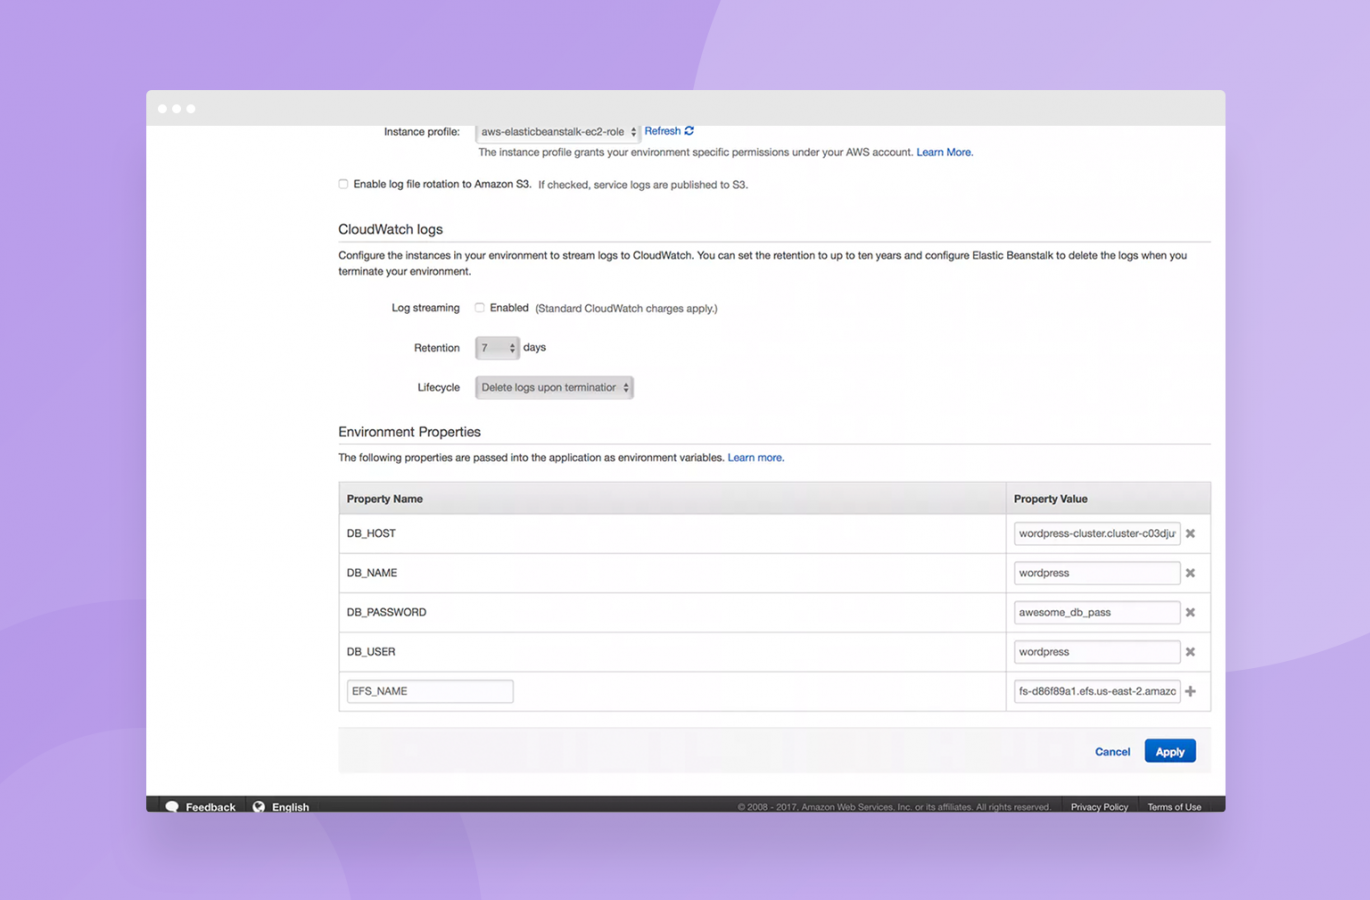 Instance profile: aws-elasticbeanstalk-ec2-role Refresh
The instance profile grants your environment specific permissions under your AWS account. Learn More.
Enable log file rotation to Amazon S3. If checked, service logs are published to S3.
CloudWatch logs
Configure the instances in your environment to stream logs to CloudWatch. You can set the retention to up to ten years and configure Elastic Beanstalk to delete the logs when you
terminate your environment.
Log streaming Enabled (Standard CloudWatch charges apply.)
Retention 7 days
Lifecycle Delete logs upon termination
Environment Properties
The following properties are passed into the application as environment variables. Learn more.
Property Name Property Value
DB_HOST wordpress-cluster.cluster-c03dju
DB_NAME wordpress
DB_PASSWORD awesome_db_pass
DB_USER wordpress
EFS_NAME fs-d86f89a1.efs.us-east-2.amazc
Cancel Apply
Feedback English © 2008 - 2017, Amazon Web Services, Inc. or its affiliates. All rights reserved. Privacy Policy Terms of Use